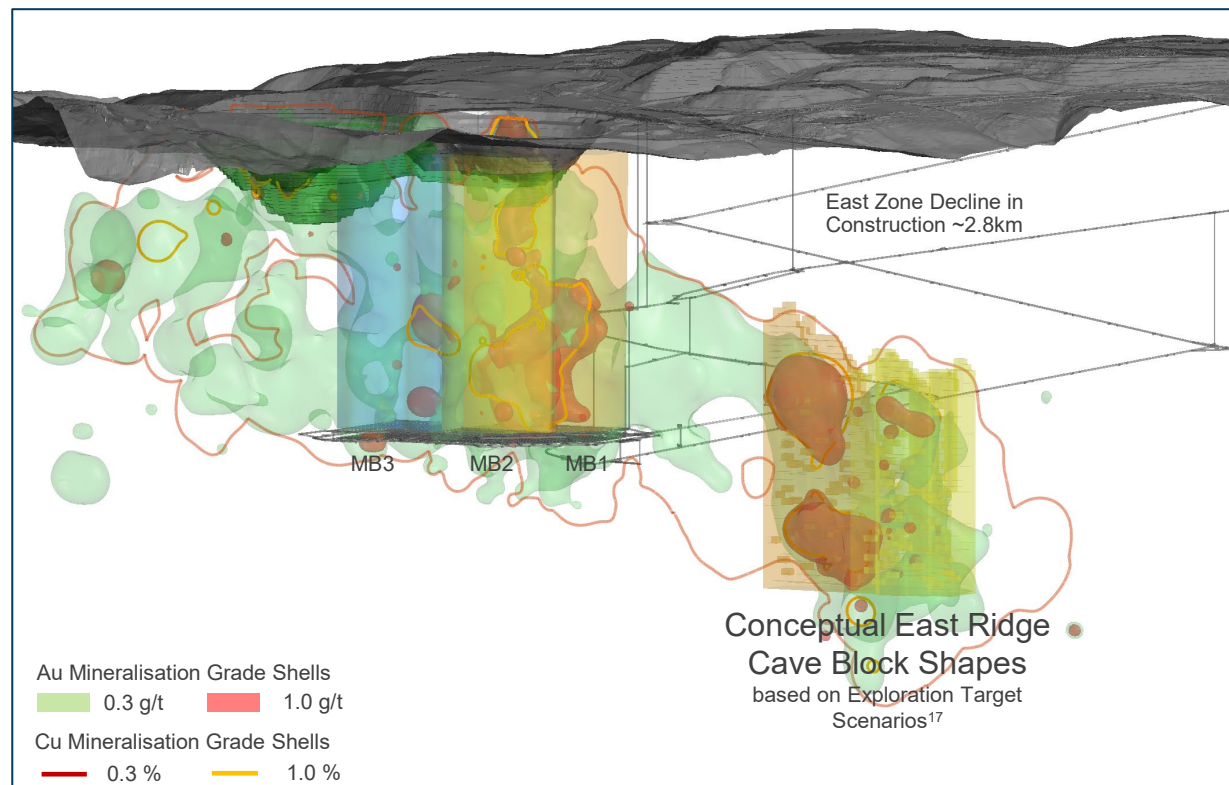 East Zone Decline in
Construction ~2.8km
MB3
MB2
MB1
Conceptual East Ridge
Cave Block Shapes
based on Exploration Target
Scenarios¹⁷
Au Mineralisation Grade Shells
0.3 g/t
1.0 g/t
Cu Mineralisation Grade Shells
0.3 %
1.0 %